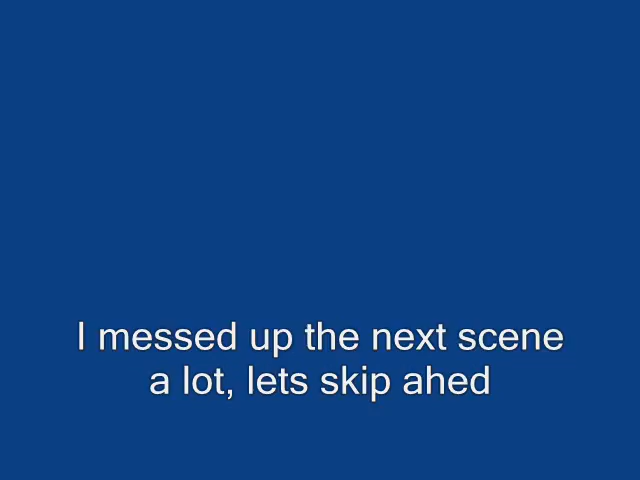 I messed up the next scene
a lot, lets skip ahed